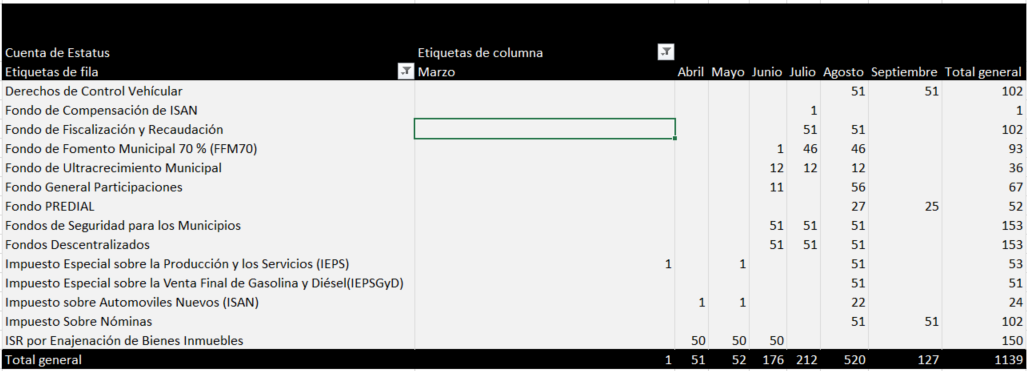 Cuenta de Estatus Etiquetas de columna
Etiquetas de fila Marzo Abril Mayo Junio Julio Agosto Septiembre Total general
Derechos de Control Vehícular 51 51 102
Fondo de Compensación de ISAN 1 1
Fondo de Fiscalización y Recaudación 51 51 102
Fondo de Fomento Municipal 70 % (FFM70) 1 46 46 93
Fondo de Ultracrecimiento Municipal 12 12 12 36
Fondo General Participaciones 11 56 67
Fondo PREDIAL 27 25 52
Fondos de Seguridad para los Municipios 51 51 51 153
Fondos Descentralizados 51 51 51 153
Impuesto Especial sobre la Producción y los Servicios (IEPS) 1 1 51 53
Impuesto Especial sobre la Venta Final de Gasolina y Diésel(IEPSGyD) 51 51
Impuesto sobre Automoviles Nuevos (ISAN) 1 1 22 24
Impuesto Sobre Nóminas 51 51 102
ISR por Enajenación de Bienes Inmuebles 50 50 50 150
Total general 1 51 52 176 212 520 127 1139